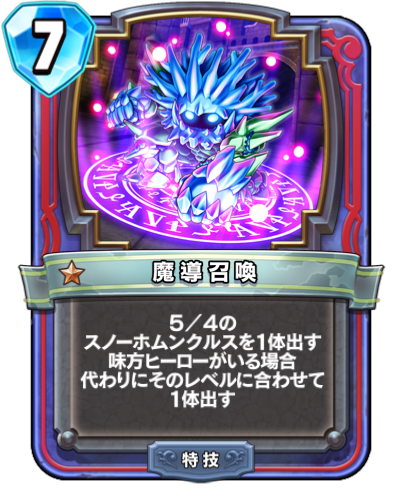 7
魔導召喚
5／4の
スノーホムンクルスを1体出す
味方ヒーローがいる場合
代わりにそのレベルに合わせて
1体出す
特技